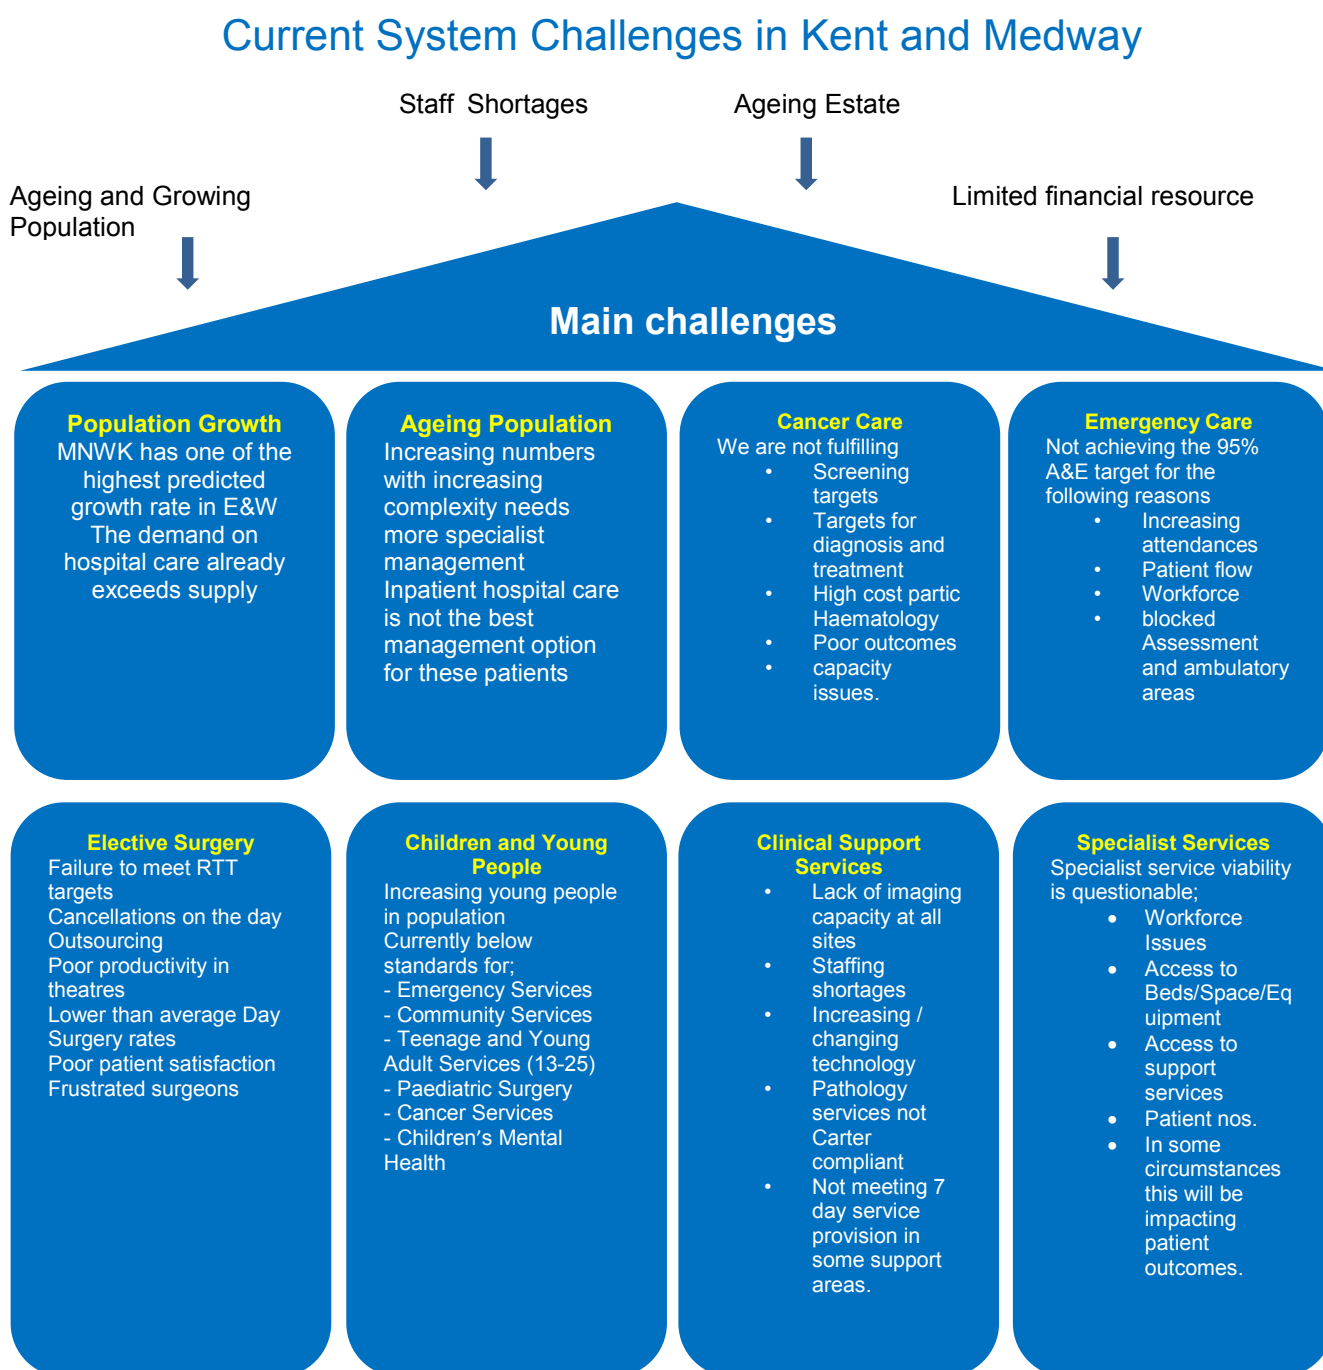 Current System Challenges in Kent and Medway
Staff Shortages
Ageing Estate
Ageing and Growing
Population
Limited financial resource
Main challenges
Population Growth
MNWK has one of the
highest predicted
growth rate in E&W
The demand on
hospital care already
exceeds supply
Ageing Population
Increasing numbers
with increasing
complexity needs
more specialist
management
Inpatient hospital care
is not the best
management option
for these patients
Cancer Care
We are not fulfilling
• Screening
targets
• Targets for
diagnosis and
treatment
• High cost partic
Haematology
• Poor outcomes
• capacity
issues.
Emergency Care
Not achieving the 95%
A&E target for the
following reasons
• Increasing
attendances
• Patient flow
• Workforce
• blocked
Assessment
and ambulatory
areas
Elective Surgery
Failure to meet RTT
targets
Cancellations on the day
Outsourcing
Poor productivity in
theatres
Lower than average Day
Surgery rates
Poor patient satisfaction
Frustrated surgeons
Children and Young
People
Increasing young people
in population
Currently below
standards for;
- Emergency Services
- Community Services
- Teenage and Young
Adult Services (13-25)
- Paediatric Surgery
- Cancer Services
- Children's Mental
Health
Clinical Support
Services
• Lack of imaging
capacity at all
sites
• Staffing
shortages
• Increasing /
changing
technology
• Pathology
services not
Carter
compliant
• Not meeting 7
day service
provision in
some support
areas.
Specialist Services
Specialist service viability
is questionable;
• Workforce
Issues
• Access to
Beds/Space/Eq
uipment
• Access to
support
services
• Patient nos.
• In some
circumstances
this will be
impacting
patient
outcomes.